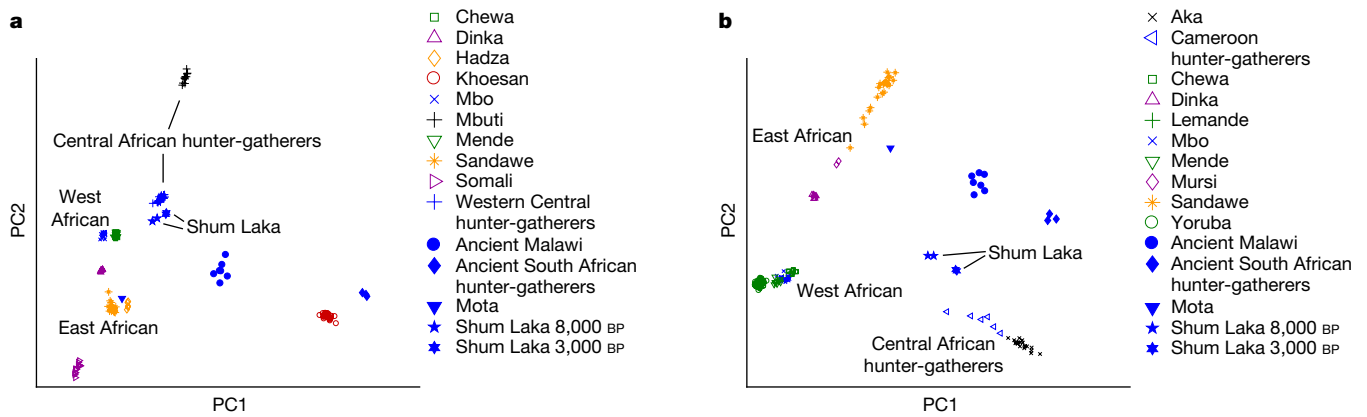 a
PC2
PC1
Central African hunter-gatherers
West
African
Shum Laka
East African
Chewa
Dinka
Hadza
Khoesan
Mbo
Mbuti
Mende
Sandawe
Somali
Western Central
hunter-gatherers
Ancient Malawi
Ancient South African
hunter-gatherers
Mota
Shum Laka 8,000 BP
Shum Laka 3,000 BP
b
PC2
PC1
East African
Shum Laka
West African
Central African
hunter-gatherers
Aka
Cameroon
hunter-gatherers
Chewa
Dinka
Lemande
Mbo
Mende
Mursi
Sandawe
Yoruba
Ancient Malawi
Ancient South African
hunter-gatherers
Mota
Shum Laka 8,000 BP
Shum Laka 3,000 BP